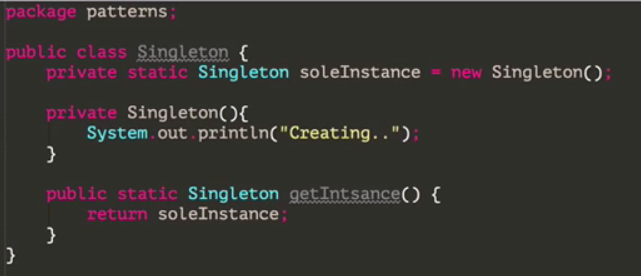 package patterns;
public class Singleton {
private static Singleton soleInstance = new Singleton();
private Singleton(){
System.out.println("Creating..");
}
public static Singleton getIntsance() {
return soleInstance;
}
}